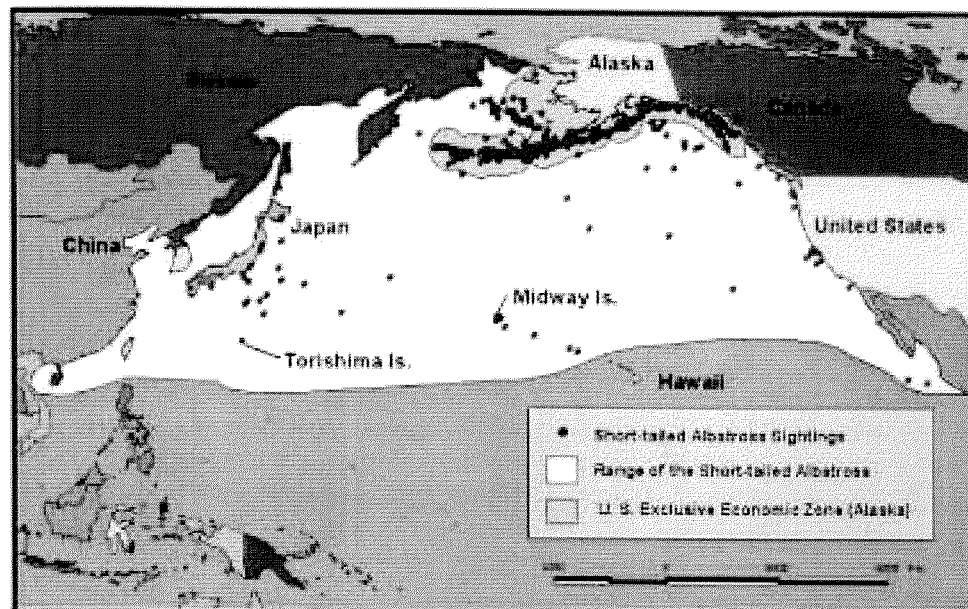 Alaska
Canada
China
Japan
United States
Midway Is.
Torishima Is.
Hawaii
Short-tailed Albatross Sightings
Range of the Short-tailed Albatross
U. S. Exclusive Economic Zone (Alaska)